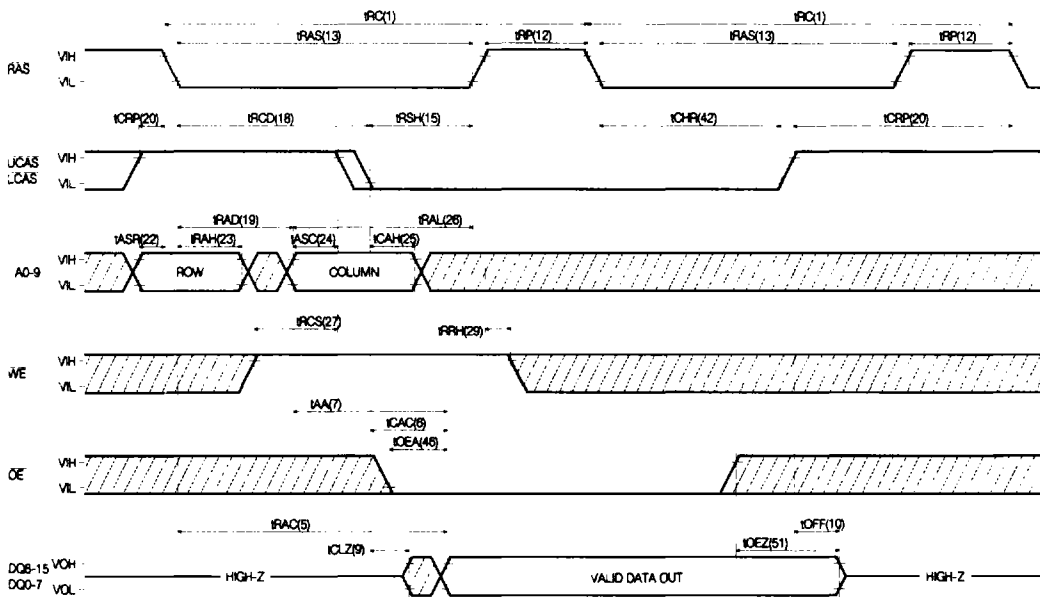 tRC(1) tRC(1)
tRAS(13) tRP(12) tRAS(13) tRP(12)
RAS VIH
VIL
tCRP(20) tRCD(18) tRSH(15) tCHR(42) tCRP(20)
UCAS VIH
LCAS VIL
tRAD(19) tRAL(26)
tASR(22) tRAH(23) tASC(24) tCAH(25)
A0-9 VIH
VIL
ROW COLUMN
tRCS(27) tRRH(29)
WE VIH
VIL
tAA(7)
tCAC(6)
tOEA(46)
OE VIH
VIL
tRAC(5) tOFF(10)
tCLZ(9) tOEZ(51)
DQ8-15 VOH
DQ0-7 VOL
HIGH-Z VALID DATA OUT HIGH-Z